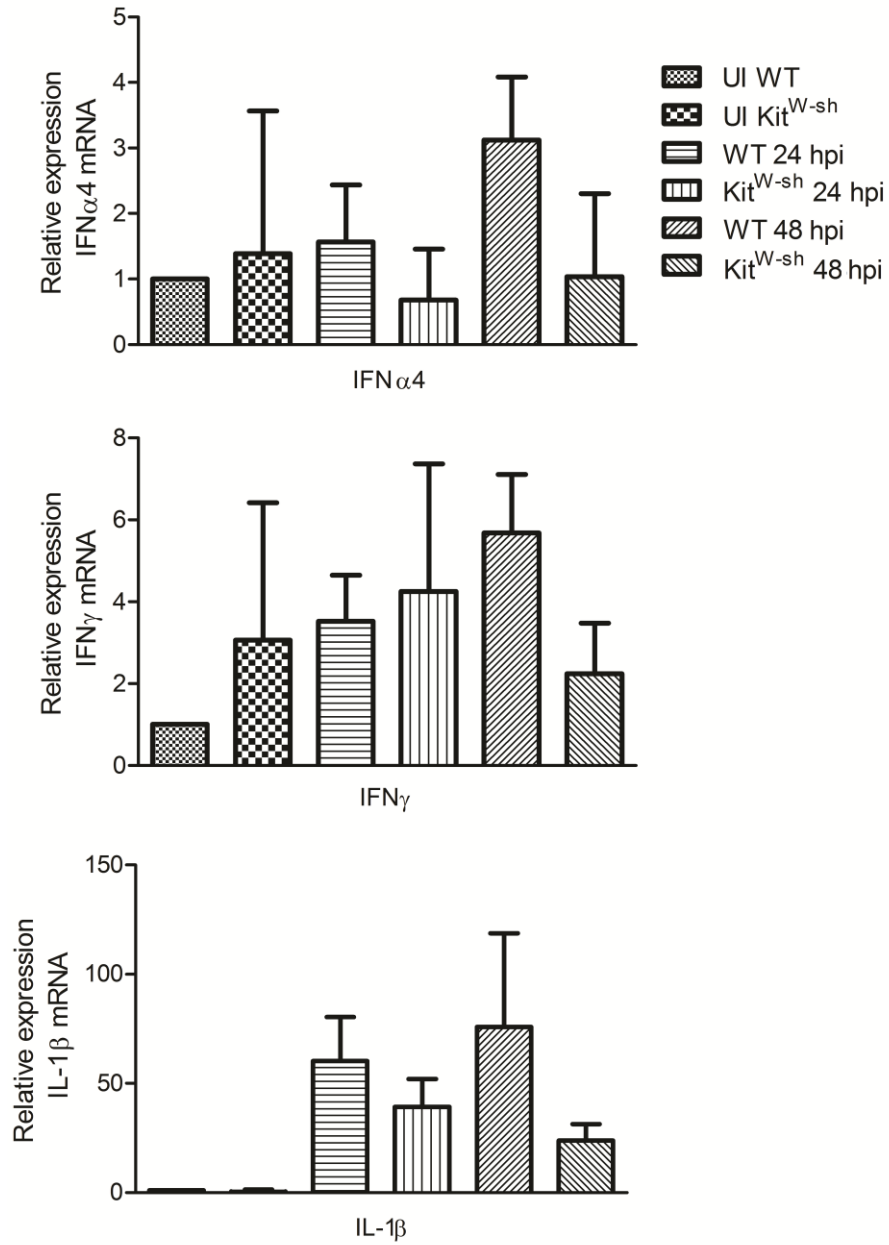 Relative expression
IFNα4 mRNA
5
4
3
2
1
0
IFNα4
UI WT
UI Kit^W-sh
WT 24 hpi
Kit^W-sh 24 hpi
WT 48 hpi
Kit^W-sh 48 hpi
Relative expression
IFNγ mRNA
8
6
4
2
0
IFNγ
Relative expression
IL-1β mRNA
150
100
50
0
IL-1β